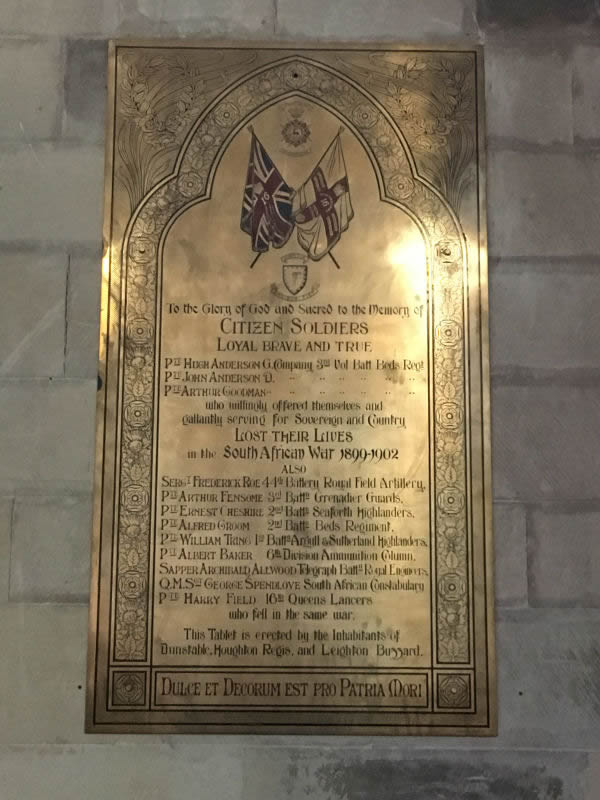 To the Glory of God and Sacred to the Memory of
CITIZEN SOLDIERS
LOYAL BRAVE AND TRUE
PTE HUGH ANDERSON G. Company 3RD Vol Batt Beds Regt
PTE JOHN ANDERSON D. " " " " " "
PTE ARTHUR GOODMAN " " " " " " "
who willingly offered themselves and
gallantly serving for Sovereign and Country
LOST THEIR LIVES
in the South African War 1899-1902
ALSO
SERGT FREDERICK ROE 44th Battery Royal Field Artillery,
PTE ARTHUR FENSOME 3rd Battn Grenadier Guards,
PTE ERNEST CHESHIRE 2nd Battn Seaforth Highlanders,
PTE ALFRED GROOM 2nd Battn Beds Regiment,
PTE WILLIAM TRING 1st Battn Argyll & Sutherland Highlanders,
PTE ALBERT BAKER 6th Division Ammunition Column,
SAPPER ARCHIBALD ALLWOOD Telegraph Battn Royal Engineers,
Q.M.Sgt GEORGE SPENDLOVE South African Constabulary
PTE HARRY FIELD 16th Queens Lancers
who fell in the same war.
This Tablet is erected by the Inhabitants of
Dunstable, Houghton Regis, and Leighton Buzzard.
DULCE ET DECORUM EST PRO PATRIA MORI